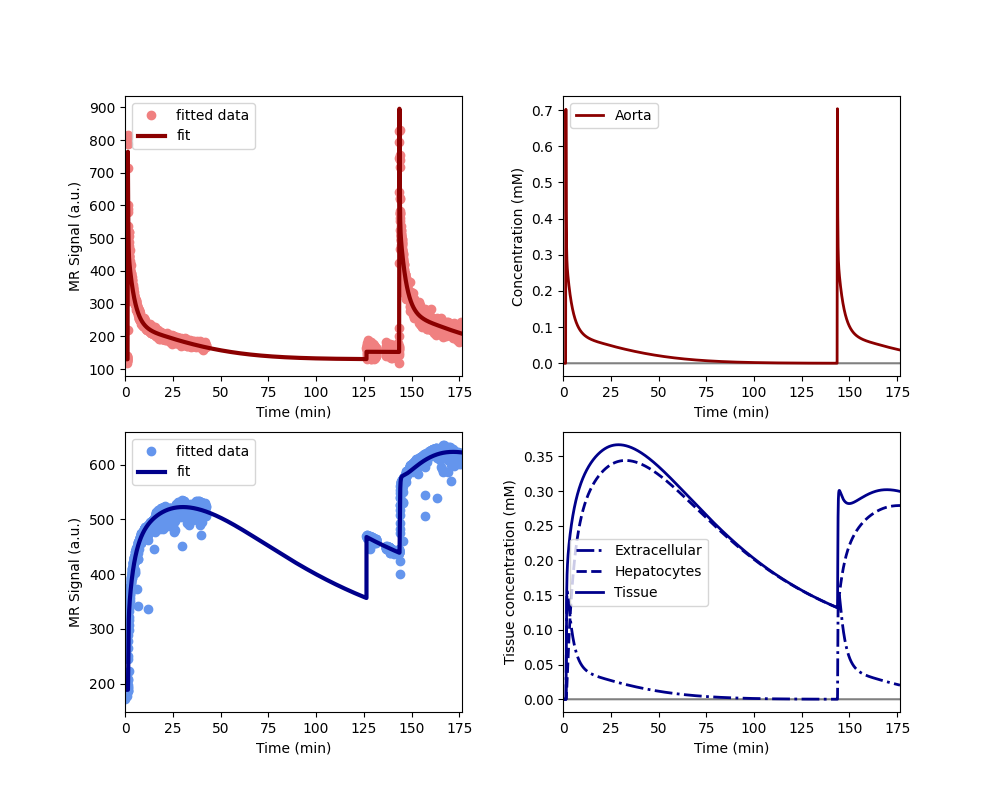 MR Signal (a.u.)
900
800
700
600
500
400
300
200
100
fitted data
fit
0 25 50 75 100 125 150 175
Time (min)
Concentration (mM)
0.7
0.6
0.5
0.4
0.3
0.2
0.1
0.0
Aorta
0 25 50 75 100 125 150 175
Time (min)
MR Signal (a.u.)
600
500
400
300
200
fitted data
fit
0 25 50 75 100 125 150 175
Time (min)
Tissue concentration (mM)
0.35
0.30
0.25
0.20
0.15
0.10
0.05
0.00
Extracellular
Hepatocytes
Tissue
0 25 50 75 100 125 150 175
Time (min)